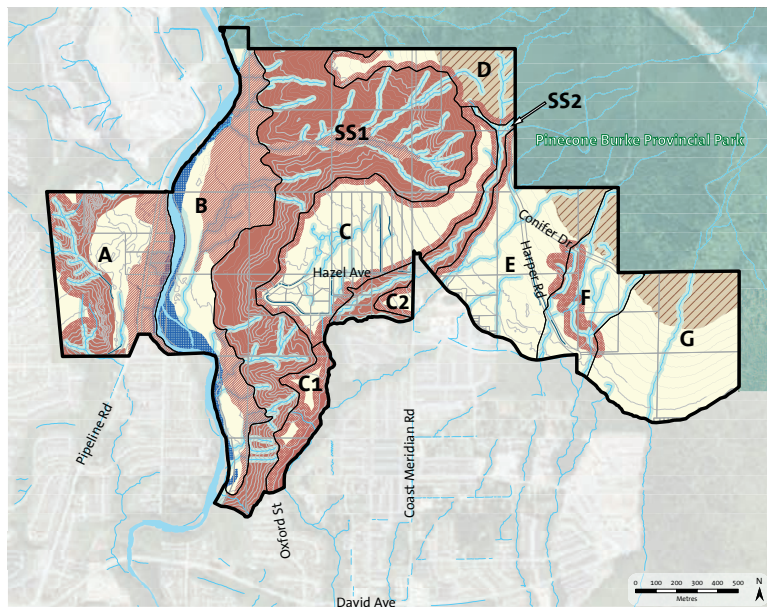 D
SS2
SS1
Pinecone Burke Provincial Park
B
Conifer Dr
C
A
Hazel Ave
E
Harper Rd
F
C2
G
C1
Pipeline Rd
Coast Meridian Rd
Oxford St
0 100 200 300 400 500
Metres
N
David Ave